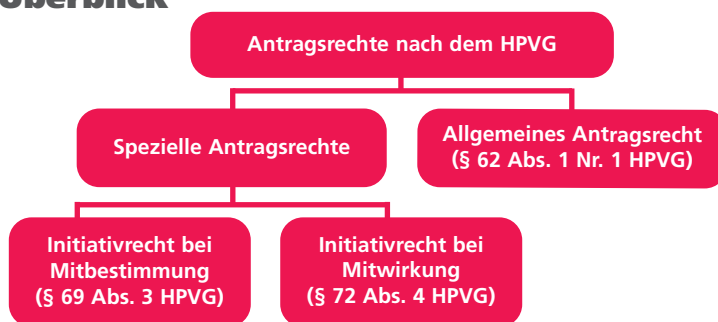 Überblick
Antragsrechte nach dem HPVG
Spezielle Antragsrechte
Allgemeines Antragsrecht
(§ 62 Abs. 1 Nr. 1 HPVG)
Initiativrecht bei
Mitbestimmung
(§ 69 Abs. 3 HPVG)
Initiativrecht bei
Mitwirkung
(§ 72 Abs. 4 HPVG)